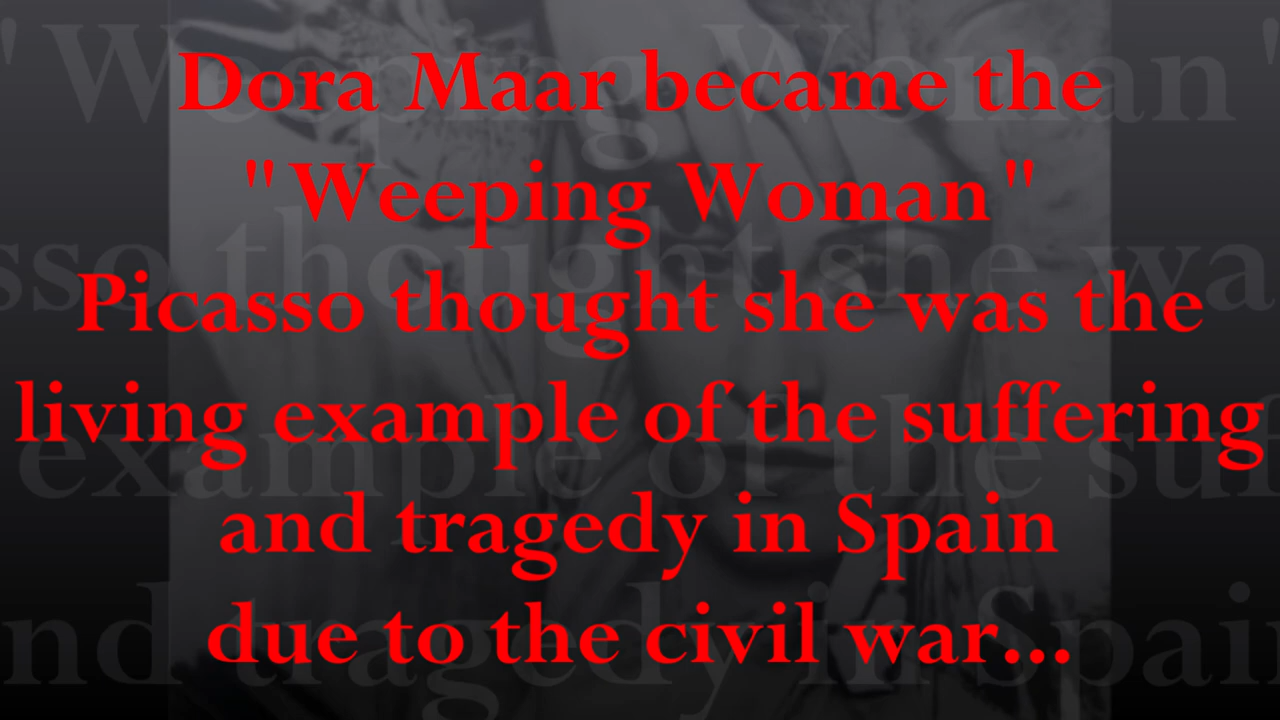 Dora Maar became the
"Weeping Woman"
Picasso thought she was the
living example of the suffering
and tragedy in Spain
due to the civil war...